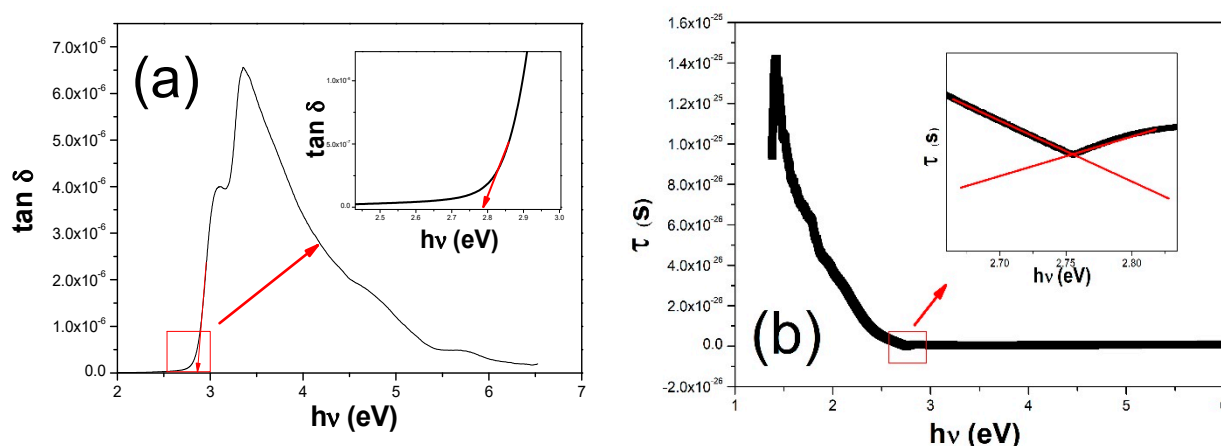 (a)
tan δ
7.0x10⁻⁶
6.0x10⁻⁶
5.0x10⁻⁶
4.0x10⁻⁶
3.0x10⁻⁶
2.0x10⁻⁶
1.0x10⁻⁶
0.0
2 3 4 5 6 7
hν (eV)
tan δ
0.0
2.5 2.6 2.7 2.8 2.9 3.0
hν (eV)
(b)
τ (s)
1.6x10⁻²⁵
1.4x10⁻²⁵
1.2x10⁻²⁵
1.0x10⁻²⁵
8.0x10⁻²⁶
6.0x10⁻²⁶
4.0x10⁻²⁶
2.0x10⁻²⁶
0.0
-2.0x10⁻²⁶
1 2 3 4 5
hν (eV)
τ (s)
2.70 2.75 2.80
hν (eV)